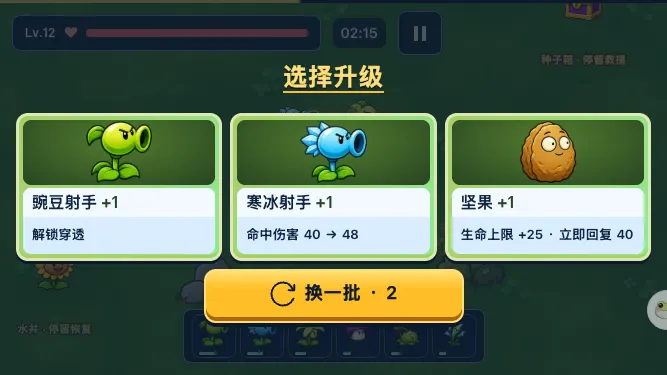 Lv.12
02:15
种子箱 · 停留救援
选择升级
豌豆射手 +1
解锁穿透
寒冰射手 +1
命中伤害 40 → 48
坚果 +1
生命上限 +25 · 立即回复 40
换一批 · 2
水井 · 停留恢复